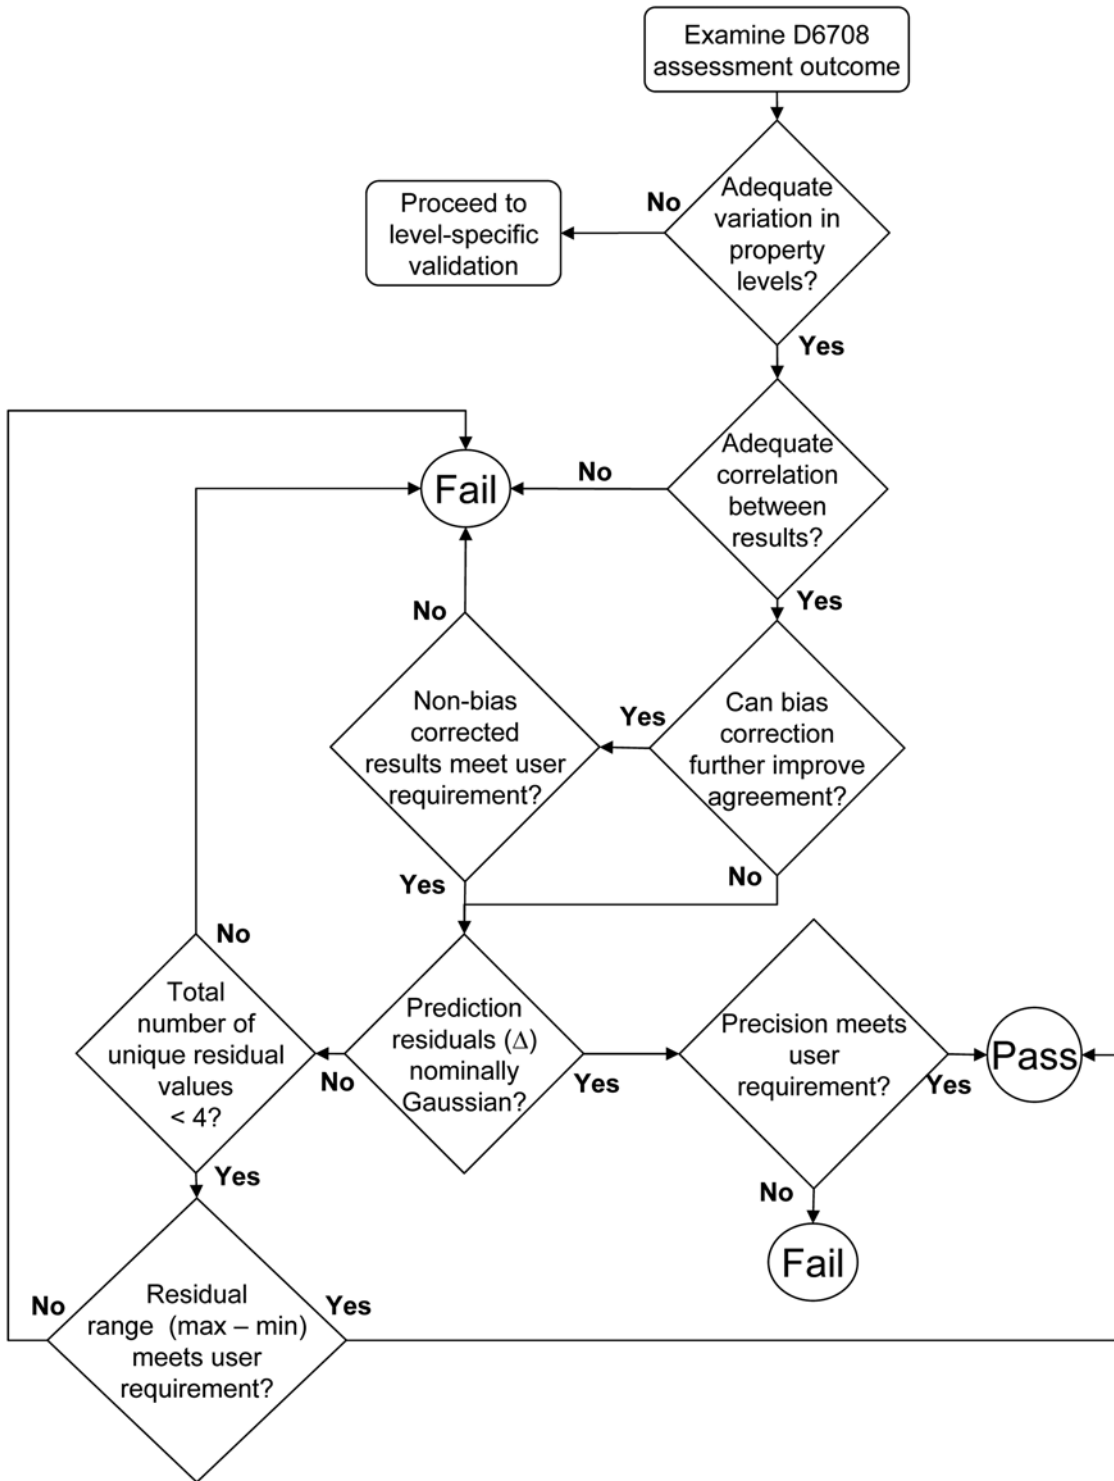 Examine D6708
assessment outcome
Adequate
variation in
property
levels?
No
Proceed to
level-specific
validation
Yes
Adequate
correlation
between
results?
No
Fail
Yes
Can bias
correction
further improve
agreement?
Yes
Non-bias
corrected
results meet user
requirement?
No
Yes
No
Prediction
residuals (Δ)
nominally
Gaussian?
No
Yes
Total
number of
unique residual
values
< 4?
No
Yes
Precision meets
user
requirement?
Yes
Pass
No
Fail
Residual
range (max – min)
meets user
requirement?
No
Yes